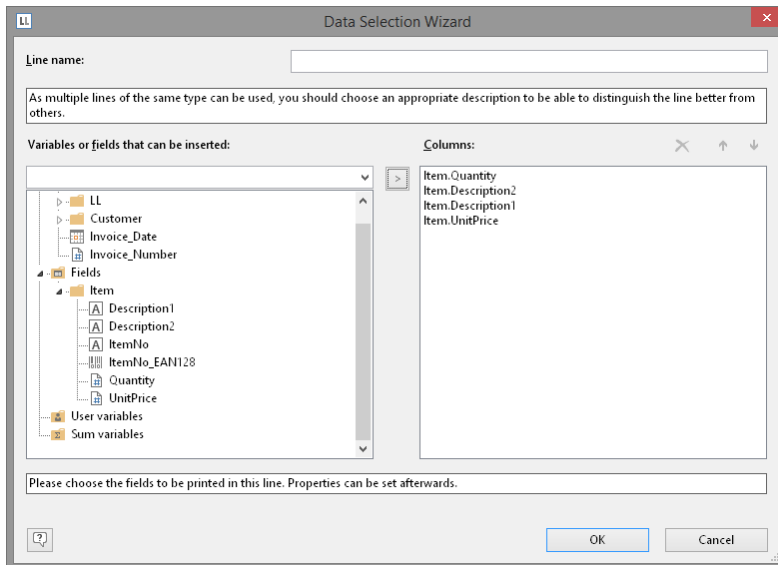 LL
Data Selection Wizard
Line name:
As multiple lines of the same type can be used, you should choose an appropriate description to be able to distinguish the line better from
others.
Variables or fields that can be inserted:
Columns:
>
LL
Customer
Invoice_Date
Invoice_Number
Fields
Item
Description1
Description2
ItemNo
ItemNo_EAN128
Quantity
UnitPrice
User variables
Sum variables
Item.Quantity
Item.Description2
Item.Description1
Item.UnitPrice
Please choose the fields to be printed in this line. Properties can be set afterwards.
OK
Cancel